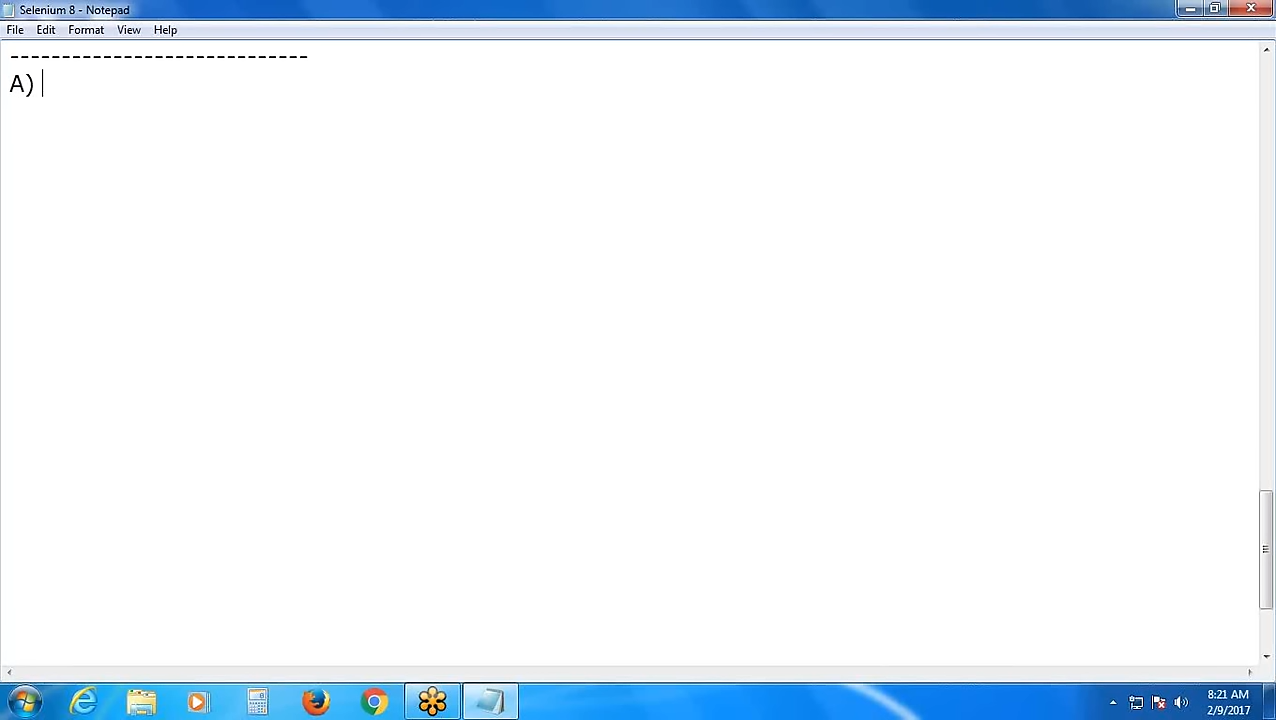 Selenium 8 - Notepad
File Edit Format View Help
----------------------------
A)
8:21 AM
2/9/2017